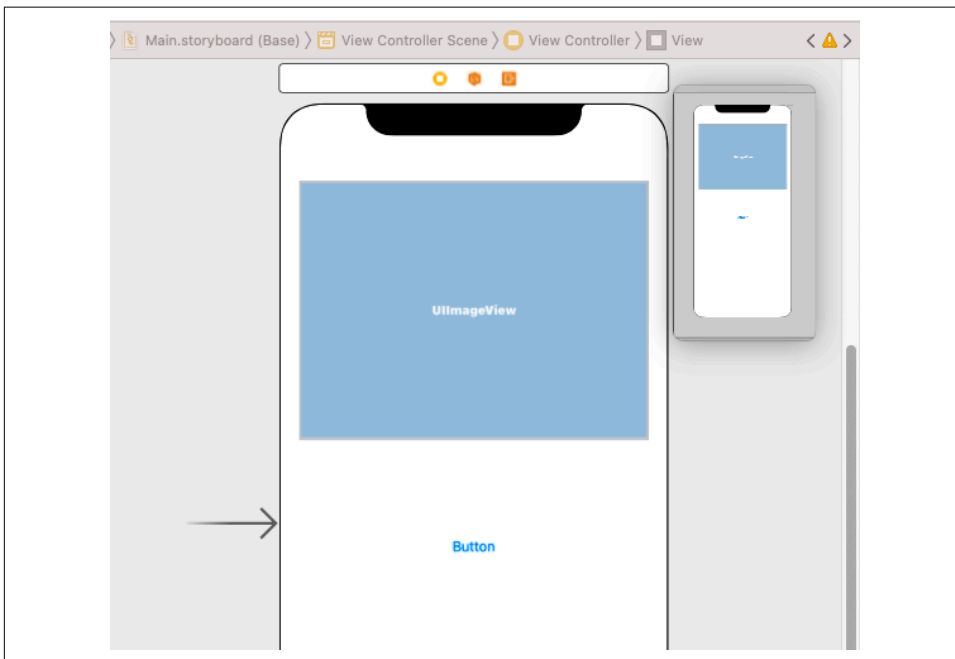 Main.storyboard (Base) 〉 View Controller Scene 〉 View Controller 〉 View
UIImageView
Button